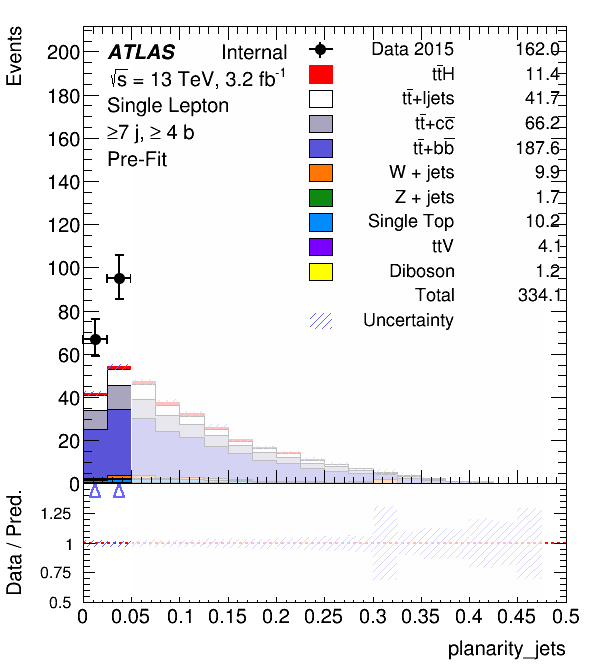 Events
200
180
160
140
120
100
80
60
40
20
0
ATLAS Internal
√s = 13 TeV, 3.2 fb⁻¹
Single Lepton
≥7 j, ≥ 4 b
Pre-Fit
Data 2015 162.0
tt̄H 11.4
tt̄+ljets 41.7
tt̄+cc̄ 66.2
tt̄+bb̄ 187.6
W + jets 9.9
Z + jets 1.7
Single Top 10.2
ttV 4.1
Diboson 1.2
Total 334.1
Uncertainty
Data / Pred.
1.25
1
0.75
0.5
0 0.05 0.1 0.15 0.2 0.25 0.3 0.35 0.4 0.45 0.5
planarity_jets